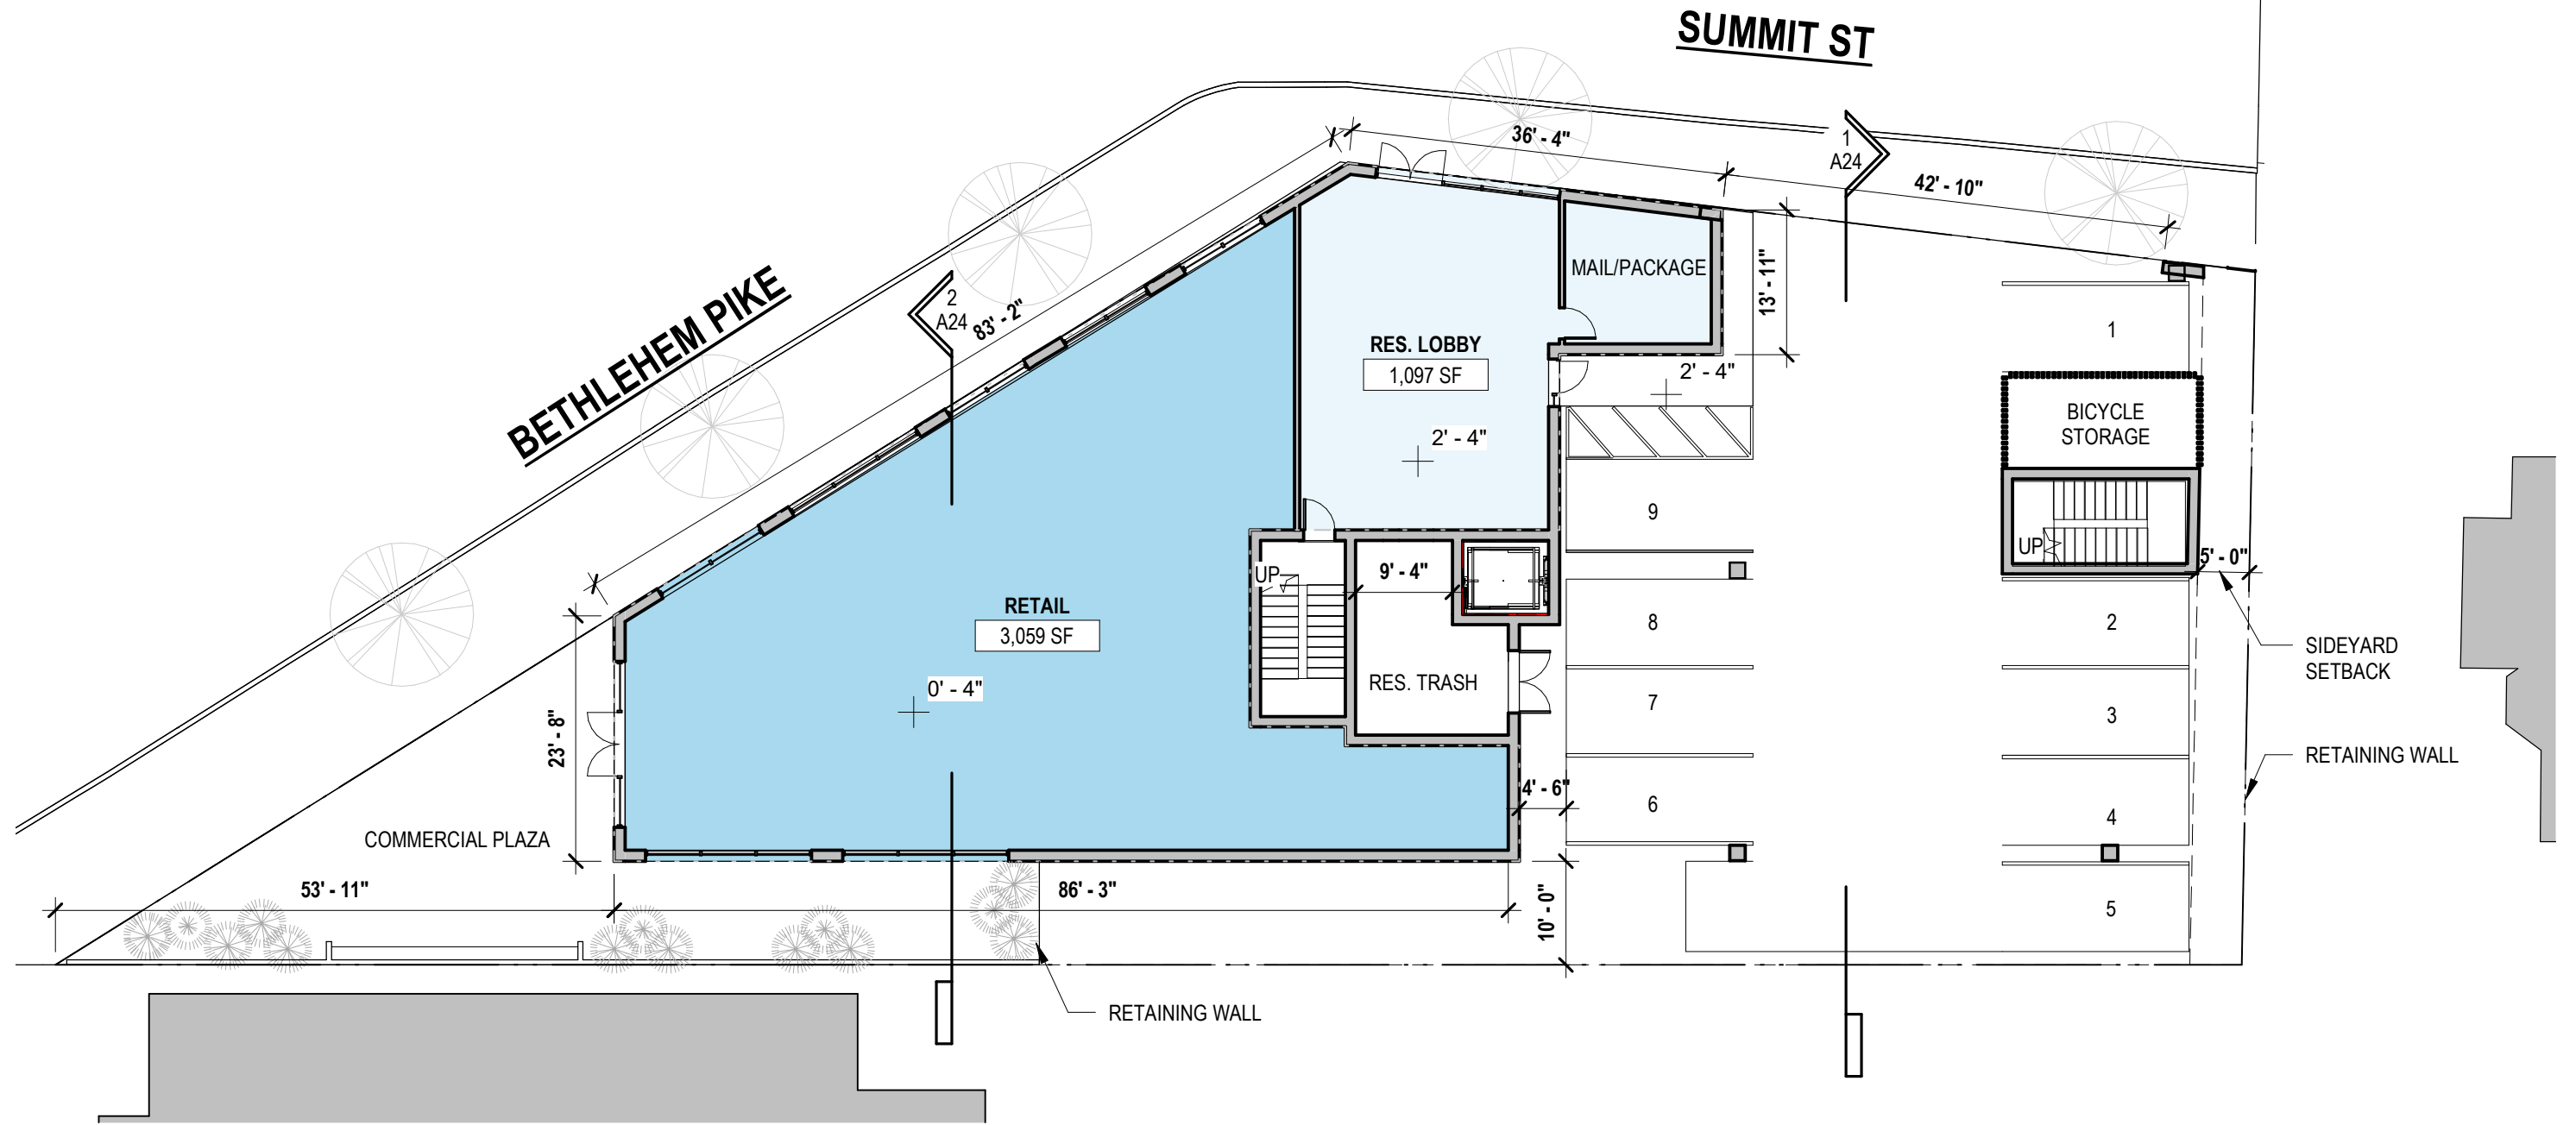 SUMMIT ST
36' - 4"
1
A24
42' - 10"
BETHLEHEM PIKE
2
A24
83' - 2"
MAIL/PACKAGE
13' - 11"
1
RES. LOBBY
1,097 SF
2' - 4"
2' - 4"
BICYCLE
STORAGE
9
UP
5' - 0"
UP
9' - 4"
RETAIL
3,059 SF
8
2
SIDEYARD
SETBACK
RES. TRASH
0' - 4"
7
3
23' - 8"
RETAINING WALL
4' - 6"
6
4
COMMERCIAL PLAZA
53' - 11"
86' - 3"
10' - 0"
5
RETAINING WALL